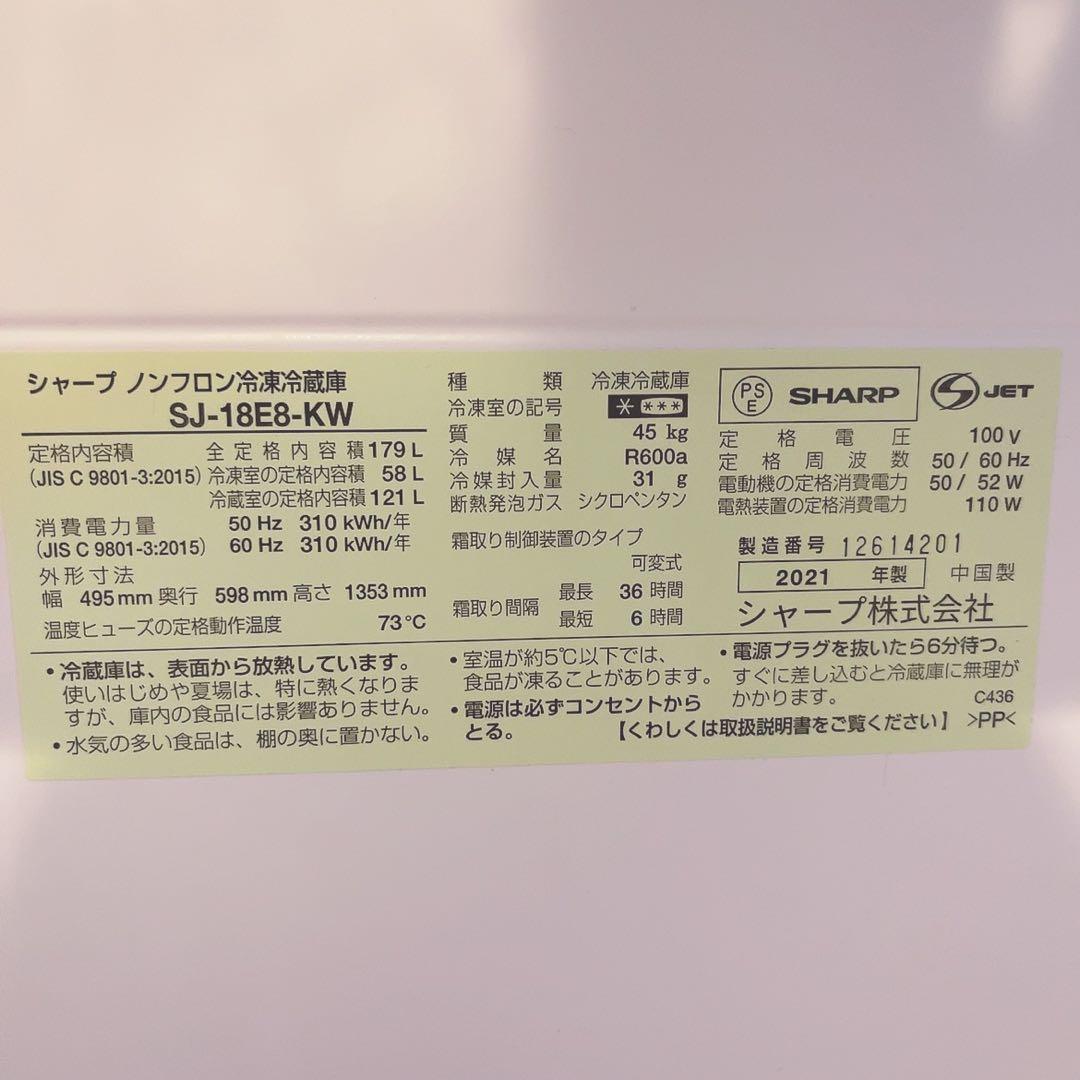 シャープ ノンフロン冷凍冷蔵庫
SJ-18E8-KW
定格内容積 全定格内容積 179 L
(JIS C 9801-3:2015) 冷凍室の定格内容積 58 L
冷蔵室の定格内容積 121 L
消費電力量 50 Hz 310 kWh/年
(JIS C 9801-3:2015) 60 Hz 310 kWh/年
外形寸法
幅 495 mm 奥行 598 mm 高さ 1353 mm
温度ヒューズの定格動作温度 73℃
種類 冷凍冷蔵庫
冷凍室の記号 * ***
質量 45 kg
冷媒名 R600a
冷媒封入量 31 g
断熱発泡ガス シクロペンタン
霜取り制御装置のタイプ
可変式
霜取り間隔 最長 36 時間
最短 6 時間
PSE SHARP S JET
定格電圧 100 V
定格周波数 50 / 60 Hz
電動機の定格消費電力 50 / 52 W
電熱装置の定格消費電力 110 W
製造番号 12614201
2021 年製 中国製
シャープ株式会社
・冷蔵庫は、表面から放熱しています。
使いはじめや夏場は、特に熱くなりま
すが、庫内の食品には影響ありません。
・水気の多い食品は、棚の奥に置かない。
・室温が約5℃以下では、
食品が凍ることがあります。
・電源は必ずコンセントから
とる。
・電源プラグを抜いたら6分待つ。
すぐに差し込むと冷蔵庫に無理が
かかります。 C436
【くわしくは取扱説明書をご覧ください】 >PP<